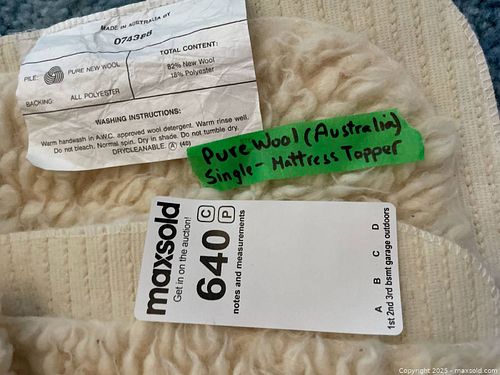 MADE IN AUSTRALIA BY
074386
PILE: PURE NEW WOOL
BACKING: ALL POLYESTER
TOTAL CONTENT:
82% New Wool
18% Polyester
WASHING INSTRUCTIONS:
Warm handwash in A.W.C. approved wool detergent. Warm rinse well.
Do not bleach. Normal spin. Dry in shade. Do not tumble dry.
DRYCLEANABLE. (A) (40)
Pure Wool (Australia)
Single-Mattress Topper
maxsold
Get in on the auction!
640 C P
notes and measurements
A B C D
1st 2nd 3rd bsmt garage outdoors
Copyright 2025 - maxsold.com